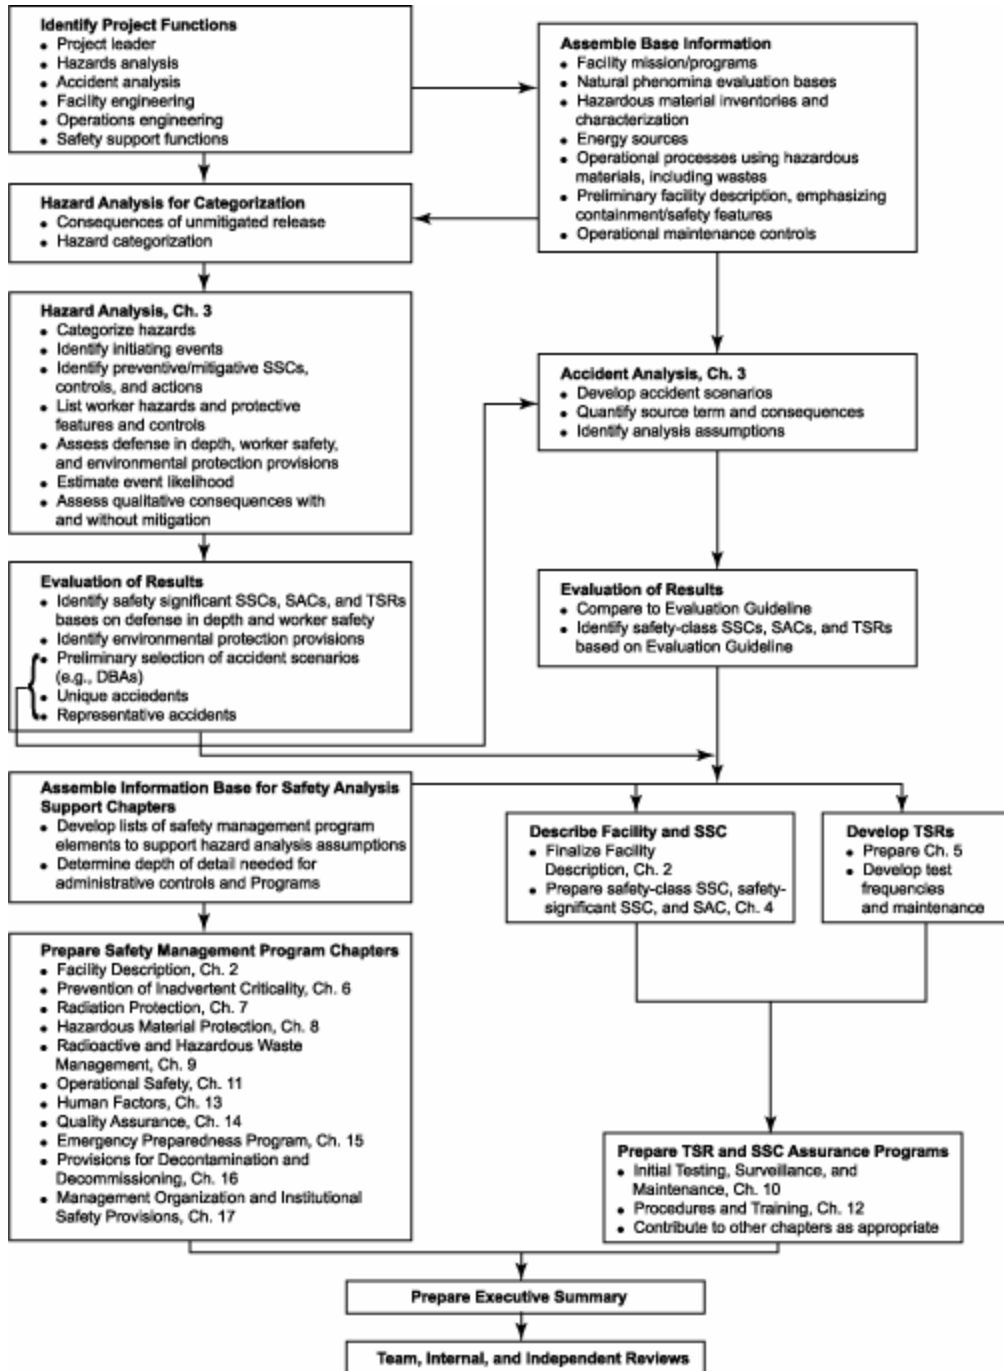 Identify Project Functions
• Project leader
• Hazards analysis
• Accident analysis
• Facility engineering
• Operations engineering
• Safety support functions
Assemble Base Information
• Facility mission/programs
• Natural phenomina evaluation bases
• Hazardous material inventories and
characterization
• Energy sources
• Operational processes using hazardous
materials, including wastes
• Preliminary facility description, emphasizing
containment/safety features
• Operational maintenance controls
Hazard Analysis for Categorization
• Consequences of unmitigated release
• Hazard categorization
Hazard Analysis, Ch. 3
• Categorize hazards
• Identify initiating events
• Identify preventive/mitigative SSCs,
controls, and actions
• List worker hazards and protective
features and controls
• Assess defense in depth, worker safety,
and environmental protection provisions
• Estimate event likelihood
• Assess qualitative consequences with
and without mitigation
Accident Analysis, Ch. 3
• Develop accident scenarios
• Quantify source term and consequences
• Identify analysis assumptions
Evaluation of Results
• Identify safety significant SSCs, SACs, and TSRs
based on defense in depth and worker safety
• Identify environmental protection provisions
• Preliminary selection of accident scenarios
(e.g., DBAs)
• Unique acciedents
• Representative accidents
Evaluation of Results
• Compare to Evaluation Guideline
• Identify safety-class SSCs, SACs, and TSRs
based on Evaluation Guideline
Assemble Information Base for Safety Analysis
Support Chapters
• Develop lists of safety management program
elements to support hazard analysis assumptions
• Determine depth of detail needed for
administrative controls and Programs
Describe Facility and SSC
• Finalize Facility
Description, Ch. 2
• Prepare safety-class SSC, safety-
significant SSC, and SAC, Ch. 4
Develop TSRs
• Prepare Ch. 5
• Develop test
frequencies
and maintenance
Prepare Safety Management Program Chapters
• Facility Description, Ch. 2
• Prevention of Inadvertent Criticality, Ch. 6
• Radiation Protection, Ch. 7
• Hazardous Material Protection, Ch. 8
• Radioactive and Hazardous Waste
Management, Ch. 9
• Operational Safety, Ch. 11
• Human Factors, Ch. 13
• Quality Assurance, Ch. 14
• Emergency Preparedness Program, Ch. 15
• Provisions for Decontamination and
Decommissioning, Ch. 16
• Management Organization and Institutional
Safety Provisions, Ch. 17
Prepare TSR and SSC Assurance Programs
• Initial Testing, Surveillance, and
Maintenance, Ch. 10
• Procedures and Training, Ch. 12
• Contribute to other chapters as appropriate
Prepare Executive Summary
Team, Internal, and Independent Reviews